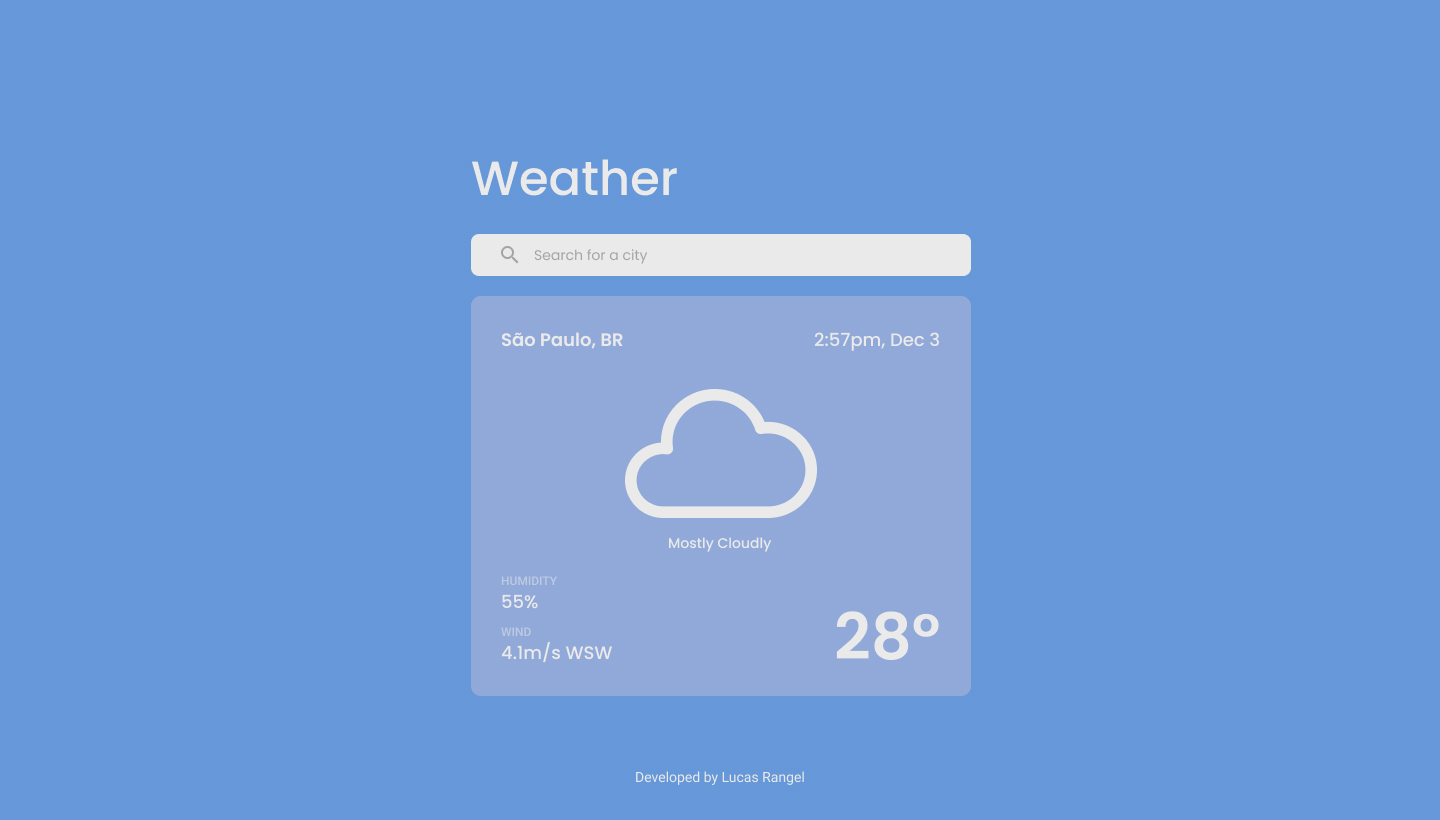 Weather
Search for a city
São Paulo, BR
2:57pm, Dec 3
Mostly Cloudly
HUMIDITY
55%
WIND
4.1m/s WSW
28°
Developed by Lucas Rangel